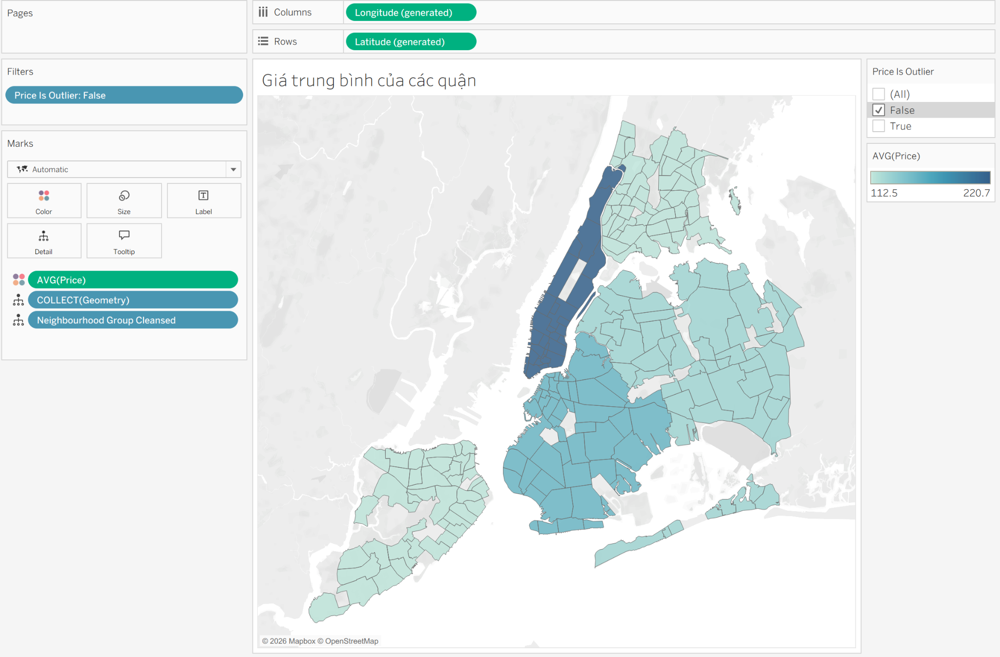 Pages
Columns
Longitude (generated)
Rows
Latitude (generated)
Filters
Price Is Outlier: False
Marks
Automatic
Color
Size
Label
Detail
Tooltip
AVG(Price)
COLLECT(Geometry)
Neighbourhood Group Cleansed
Giá trung bình của các quận
© 2026 Mapbox © OpenStreetMap
Price Is Outlier
(All)
False
True
AVG(Price)
112.5 220.7